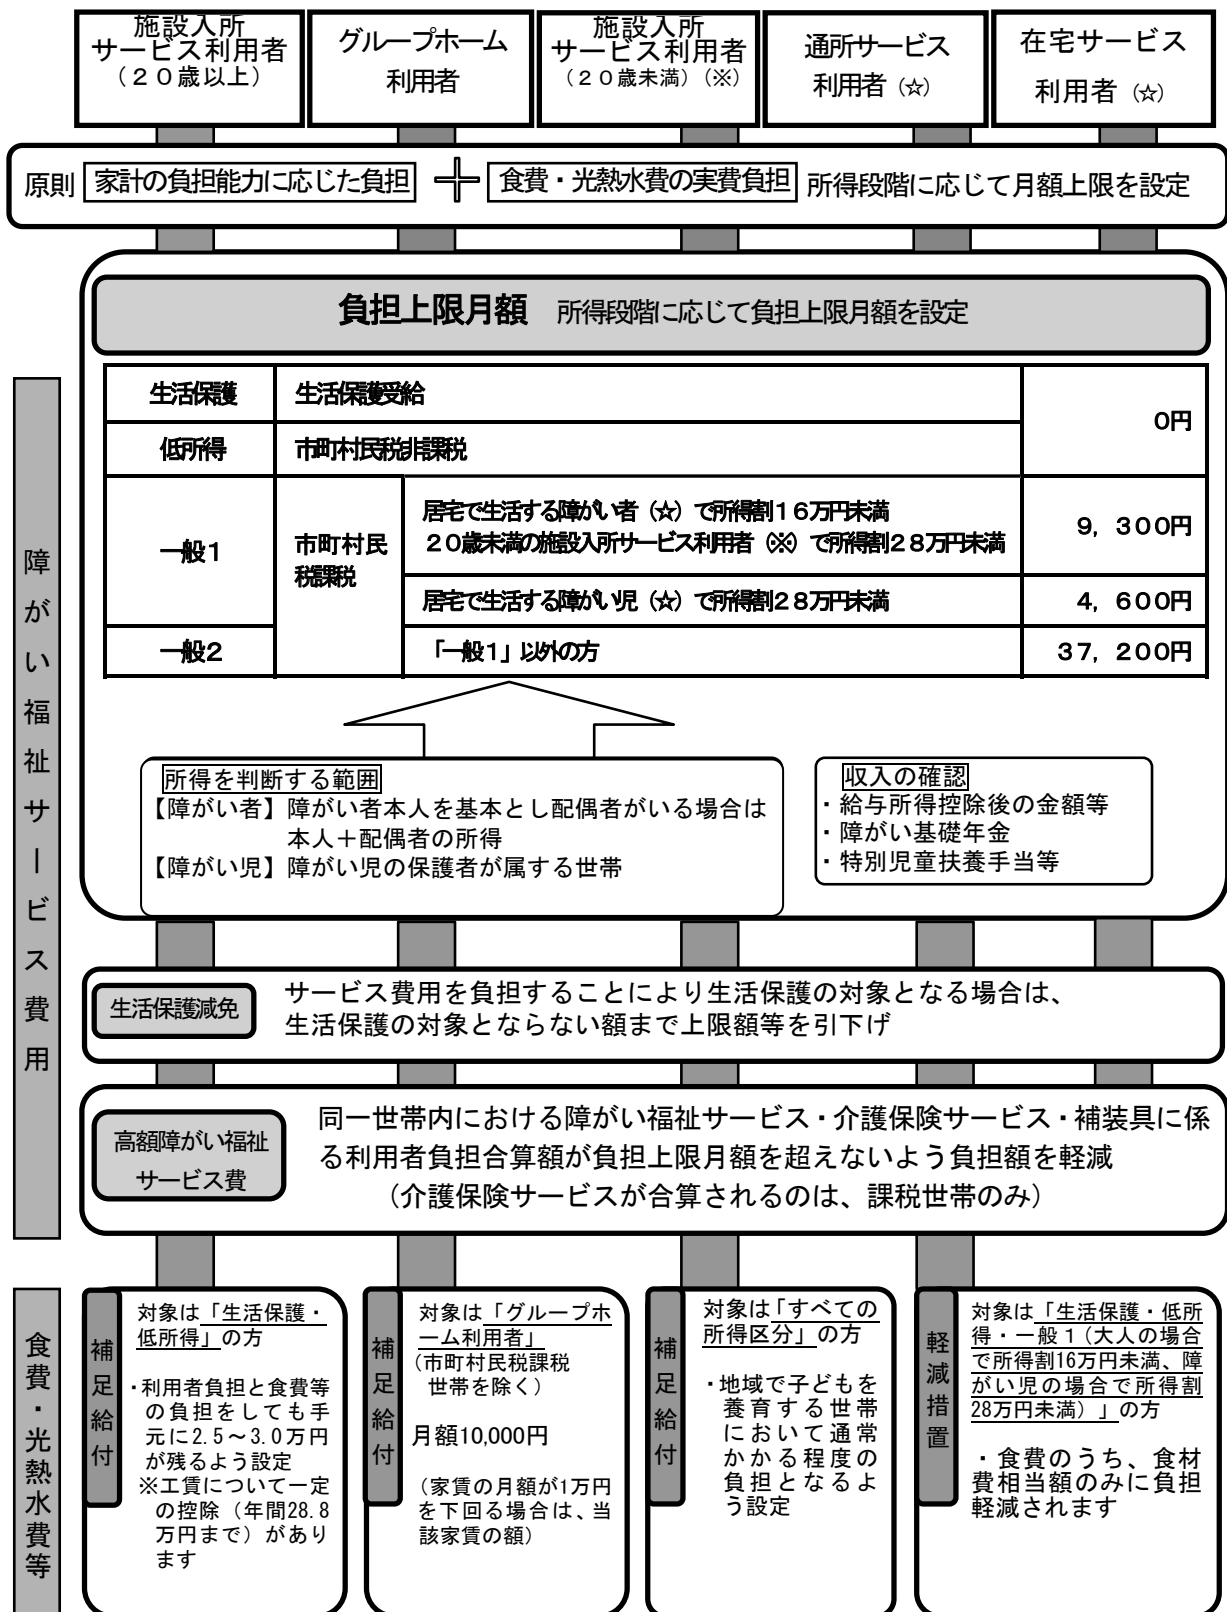 施設入所
サービス利用者
（２０歳以上）
グループホーム
利用者
施設入所
サービス利用者
（２０歳未満）（※）
通所サービス
利用者（☆）
在宅サービス
利用者（☆）
原則 家計の負担能力に応じた負担 ＋ 食費・光熱水費の実費負担 所得段階に応じて月額上限を設定
負担上限月額　所得段階に応じて負担上限月額を設定
障がい福祉サービス費用
生活保護 生活保護受給
０円
低所得 市町村民税非課税
一般１
市町村民
税課税
居宅で生活する障がい者（☆）で所得割１６万円未満
２０歳未満の施設入所サービス利用者（※）で所得割２８万円未満
９，３００円
居宅で生活する障がい児（☆）で所得割２８万円未満 ４，６００円
一般２ 「一般１」以外の方 ３７，２００円
所得を判断する範囲
【障がい者】障がい者本人を基本とし配偶者がいる場合は
本人＋配偶者の所得
【障がい児】障がい児の保護者が属する世帯
収入の確認
・給与所得控除後の金額等
・障がい基礎年金
・特別児童扶養手当等
生活保護減免
サービス費用を負担することにより生活保護の対象となる場合は、
生活保護の対象とならない額まで上限額等を引下げ
高額障がい福祉
サービス費
同一世帯内における障がい福祉サービス・介護保険サービス・補装具に係
る利用者負担合算額が負担上限月額を超えないよう負担額を軽減
（介護保険サービスが合算されるのは、課税世帯のみ）
食費・光熱水費等
補足給付
対象は「生活保護・
低所得」の方
・利用者負担と食費等
の負担をしても手
元に2.5～3.0万円
が残るよう設定
※工賃について一定
の控除（年間28.8
万円まで）があり
ます
補足給付
対象は「グループホ
ーム利用者」
（市町村民税課税
世帯を除く）
月額10,000円
（家賃の月額が1万円
を下回る場合は、当
該家賃の額）
補足給付
対象は「すべての
所得区分」の方
・地域で子どもを
養育する世帯
において通常
かかる程度の
負担となるよ
う設定
軽減措置
対象は「生活保護・低所
得・一般１（大人の場合
で所得割16万円未満、障
がい児の場合で所得割
28万円未満）」の方
・食費のうち、食材
費相当額のみに負担
軽減されます